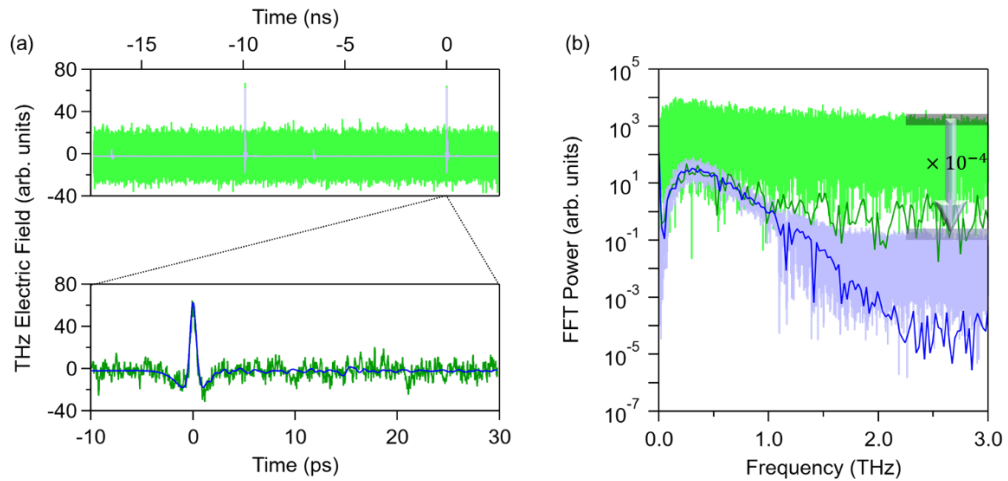 (a)
Time (ns)
-15 -10 -5 0
80
40
0
-40
THz Electric Field (arb. units)
80
40
0
-40
-10 0 10 20 30
Time (ps)
(b)
10^5
10^3
10^1
10^-1
10^-3
10^-5
10^-7
FFT Power (arb. units)
× 10^-4
0.0 1.0 2.0 3.0
Frequency (THz)